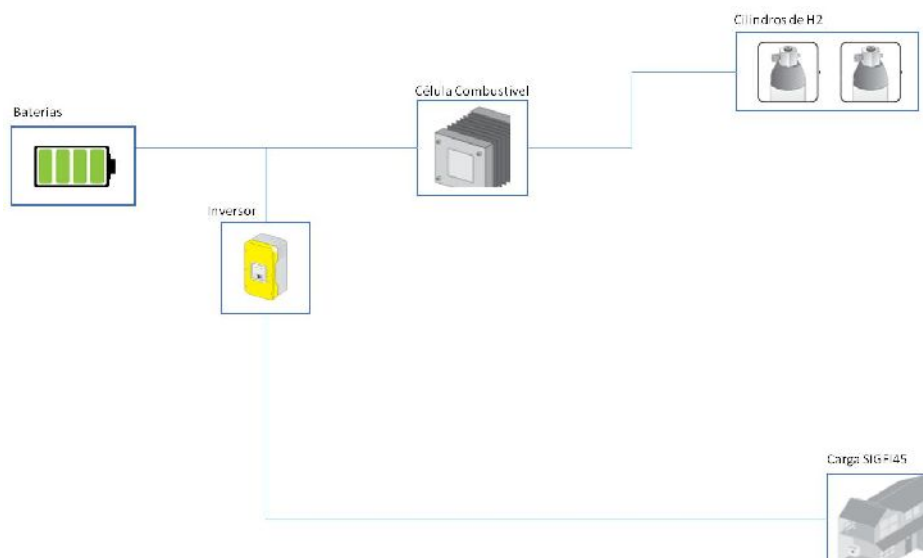 Cilindros de H2
Célula Combustível
Baterias
Inversor
Carga SIGFI45